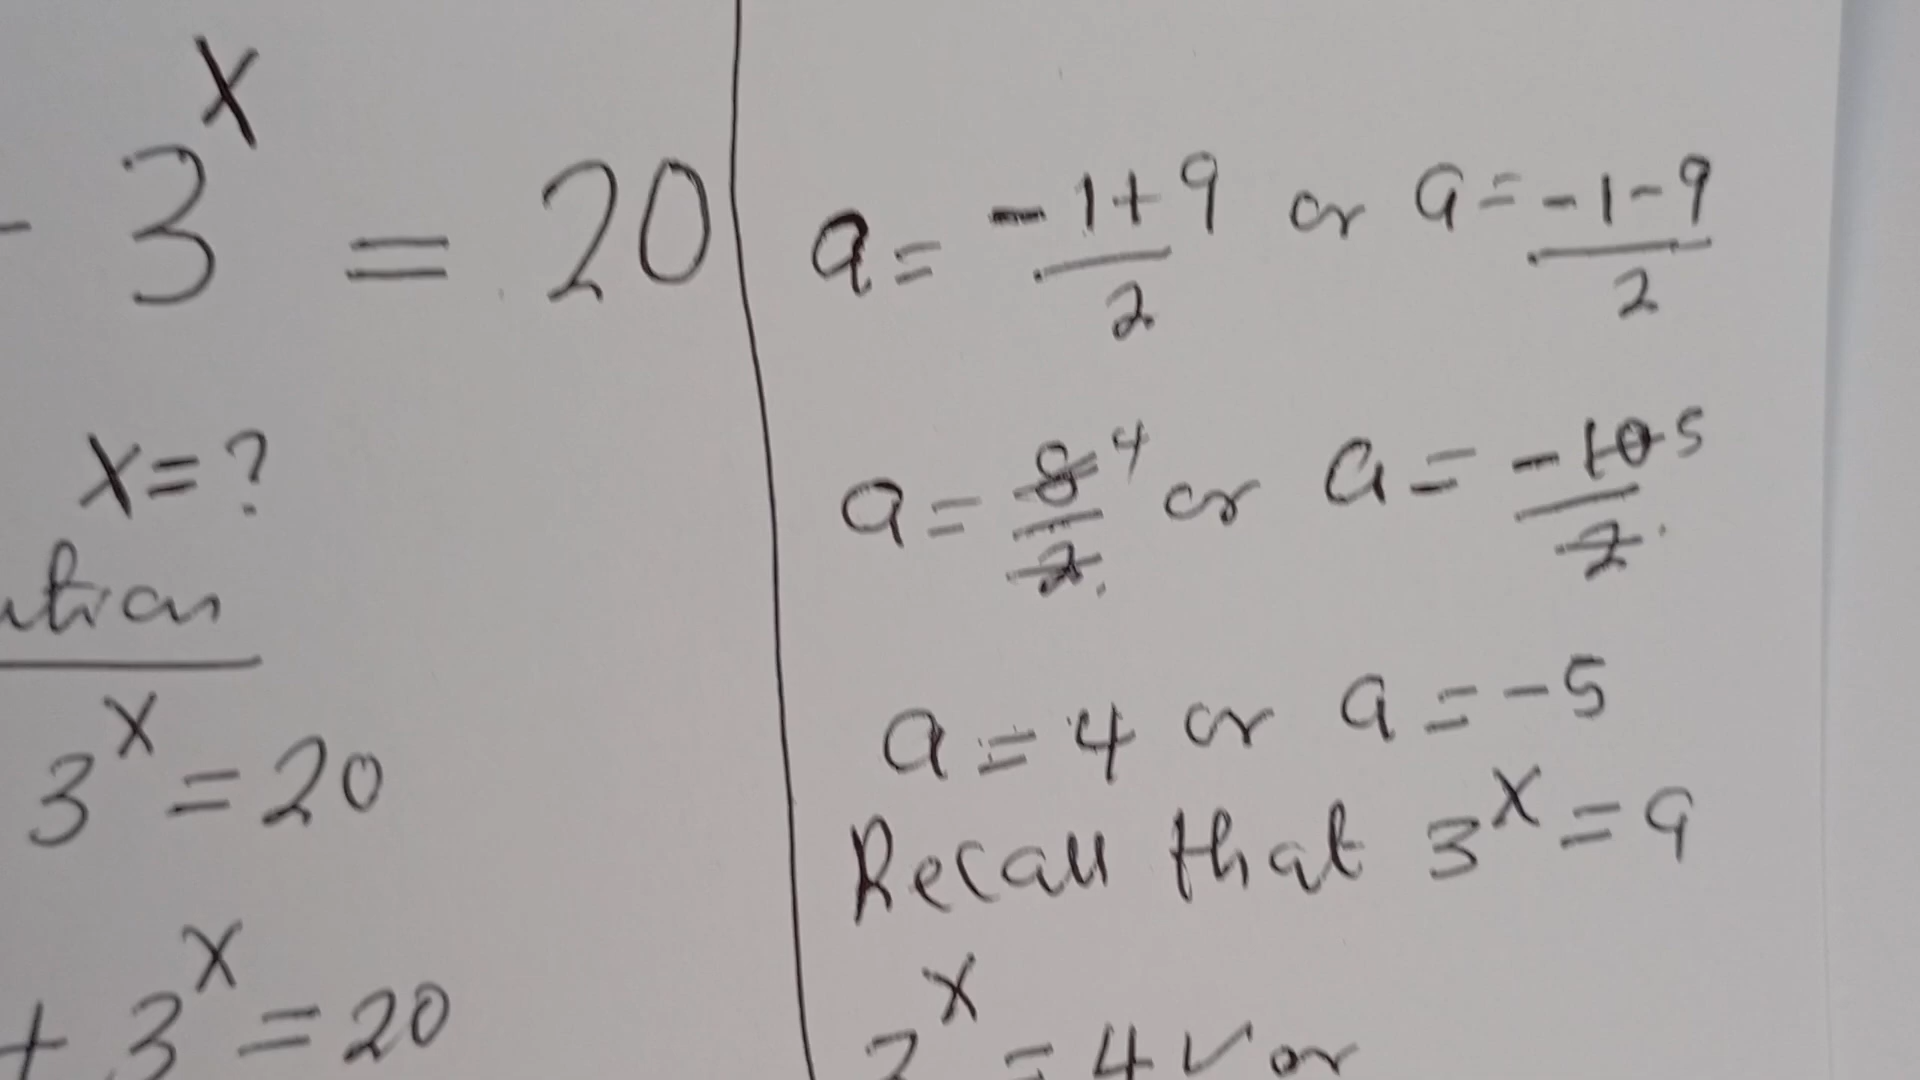 - 3^x = 20
x = ?
3^x = 20
+ 3^x = 20
a = -1+9/2 or a = -1-9/2
a = 8/2 4 or a = -10/2 5
a = 4 or a = -5
Recall that 3^x = a
3^x = 4 ✓ or